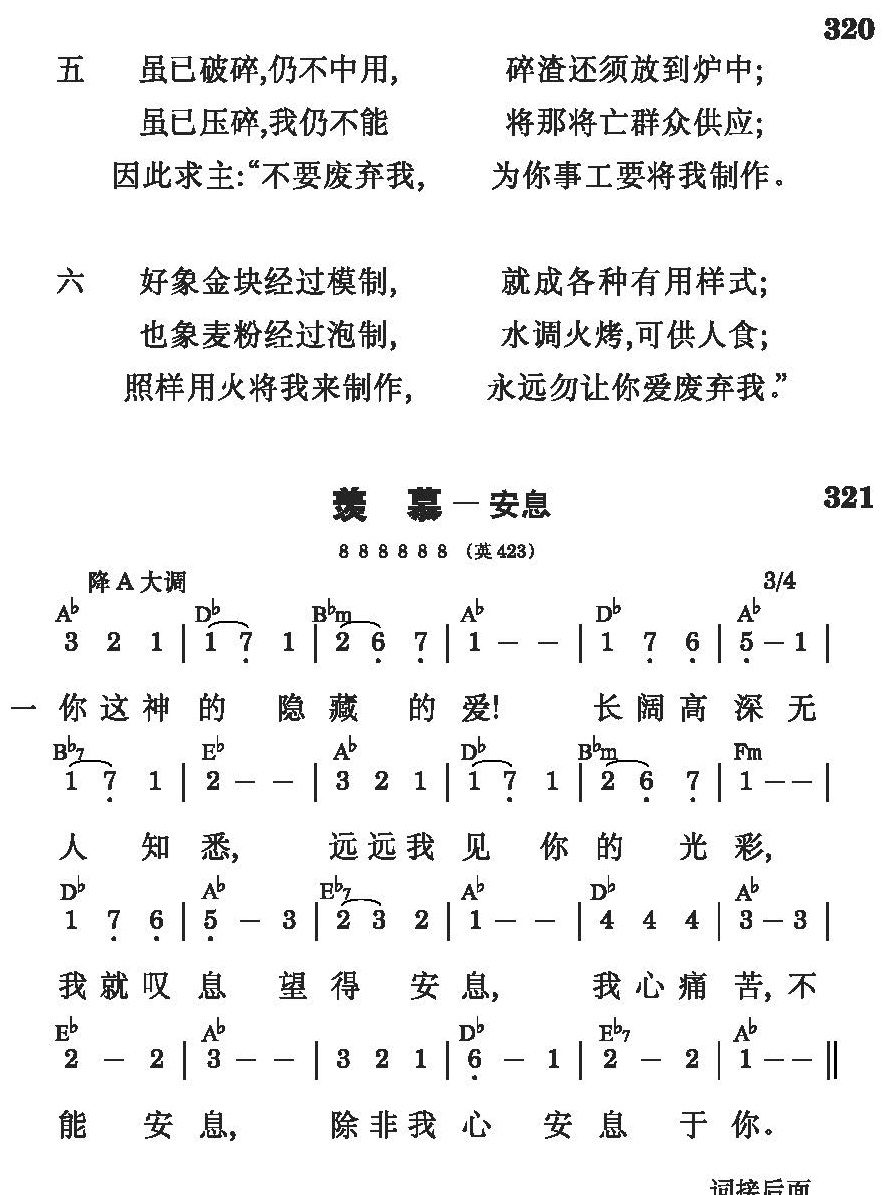 320
五 虽已破碎,仍不中用, 碎渣还须放到炉中;
虽已压碎,我仍不能 将那将亡群众供应;
因此求主:“不要废弃我, 为你事工要将我制作。
六 好象金块经过模制, 就成各种有用样式;
也象麦粉经过泡制, 水调火烤,可供人食;
照样用火将我来制作, 永远勿让你爱废弃我。”
羡 慕 — 安息 321
8 8 8 8 8 8 (英 423)
降 A 大调 3/4
A♭ D♭ B♭m A♭ D♭ A♭
3 2 1 | 1 7̣ 1 | 2 6̣ 7̣ | 1 - - | 1 7̣ 6̣ | 5̣ - 1 |
一 你 这 神 的 隐 藏 的 爱! 长 阔 高 深 无
B♭7 E♭ A♭ D♭ B♭m Fm
1 7̣ 1 | 2 - - | 3 2 1 | 1 7̣ 1 | 2 6̣ 7̣ | 1 - - |
人 知 悉, 远 远 我 见 你 的 光 彩,
D♭ A♭ E♭7 A♭ D♭ A♭
1 7̣ 6̣ | 5̣ - 3 | 2 3 2 | 1 - - | 4 4 4 | 3 - 3 |
我 就 叹 息 望 得 安 息, 我 心 痛 苦, 不
E♭ A♭ D♭ E♭7 A♭
2 - 2 | 3 - - | 3 2 1 | 6̣ - 1 | 2 - 2 | 1 - - ‖
能 安 息, 除 非 我 心 安 息 于 你。
词接后面